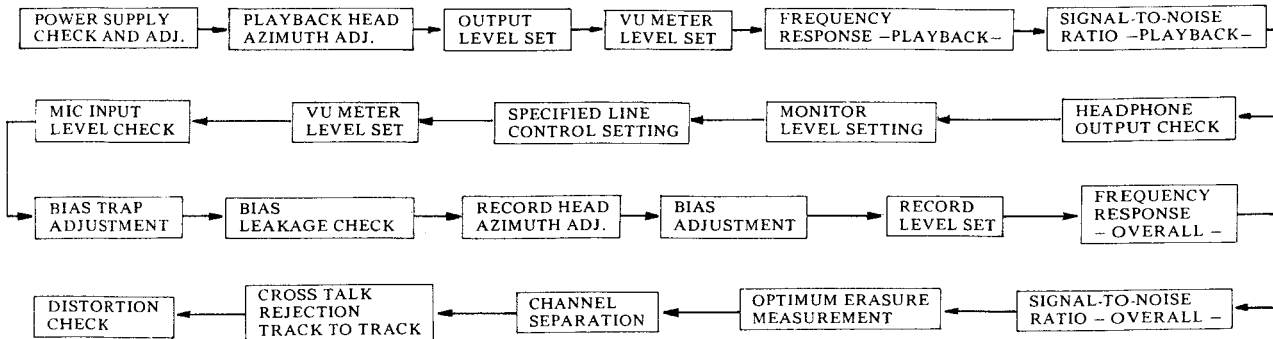 POWER SUPPLY
CHECK AND ADJ.
PLAYBACK HEAD
AZIMUTH ADJ.
OUTPUT
LEVEL SET
VU METER
LEVEL SET
FREQUENCY
RESPONSE –PLAYBACK–
SIGNAL-TO-NOISE
RATIO –PLAYBACK–
HEADPHONE
OUTPUT CHECK
MONITOR
LEVEL SETTING
SPECIFIED LINE
CONTROL SETTING
VU METER
LEVEL SET
MIC INPUT
LEVEL CHECK
BIAS TRAP
ADJUSTMENT
BIAS
LEAKAGE CHECK
RECORD HEAD
AZIMUTH ADJ.
BIAS
ADJUSTMENT
RECORD
LEVEL SET
FREQUENCY
RESPONSE
– OVERALL –
SIGNAL-TO-NOISE
RATIO – OVERALL –
OPTIMUM ERASURE
MEASUREMENT
CHANNEL
SEPARATION
CROSS TALK
REJECTION
TRACK TO TRACK
DISTORTION
CHECK